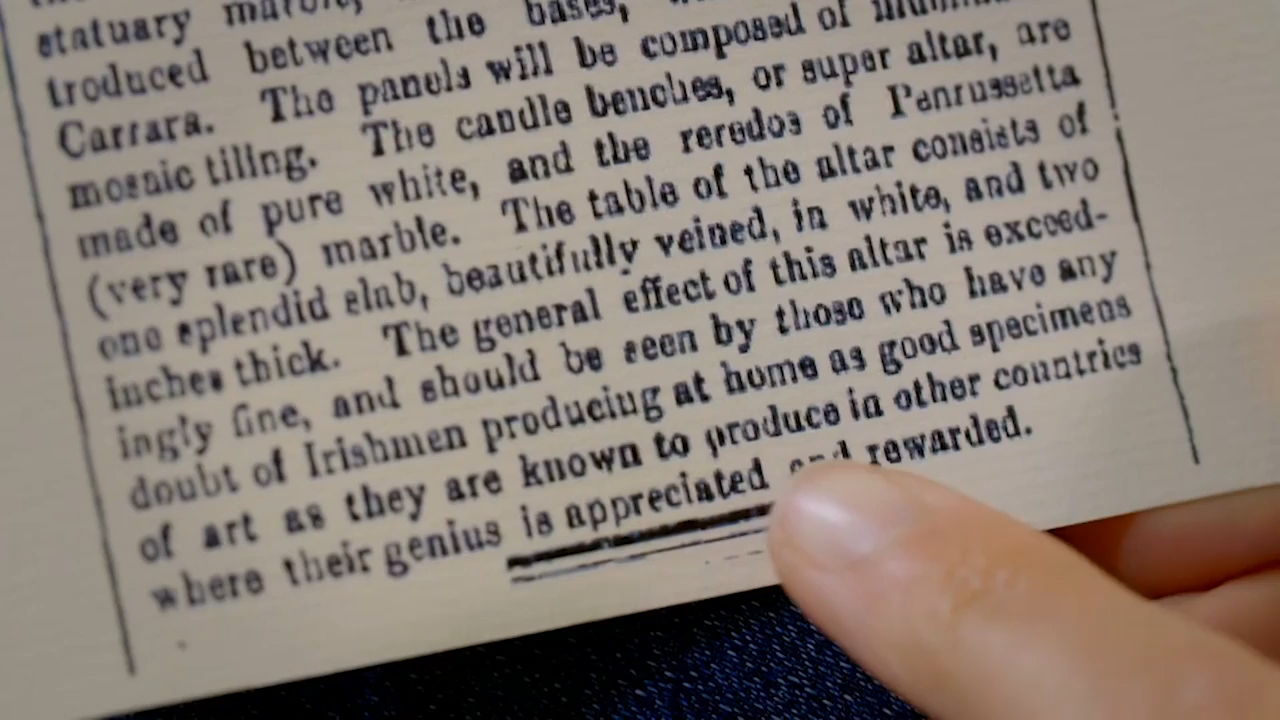 statuary marble,
troduced between the bases,
Carrara. The panels will be composed of
mosaic tiling. The candle benches, or super altar, are
made of pure white, and the reredos of Penrussetta
(very rare) marble. The table of the altar consists of
one splendid slab, beautifully veined, in white, and two
inches thick. The general effect of this altar is exceed-
ingly fine, and should be seen by those who have any
doubt of Irishmen producing at home as good specimens
of art as they are known to produce in other countries
where their genius is appreciated and rewarded.